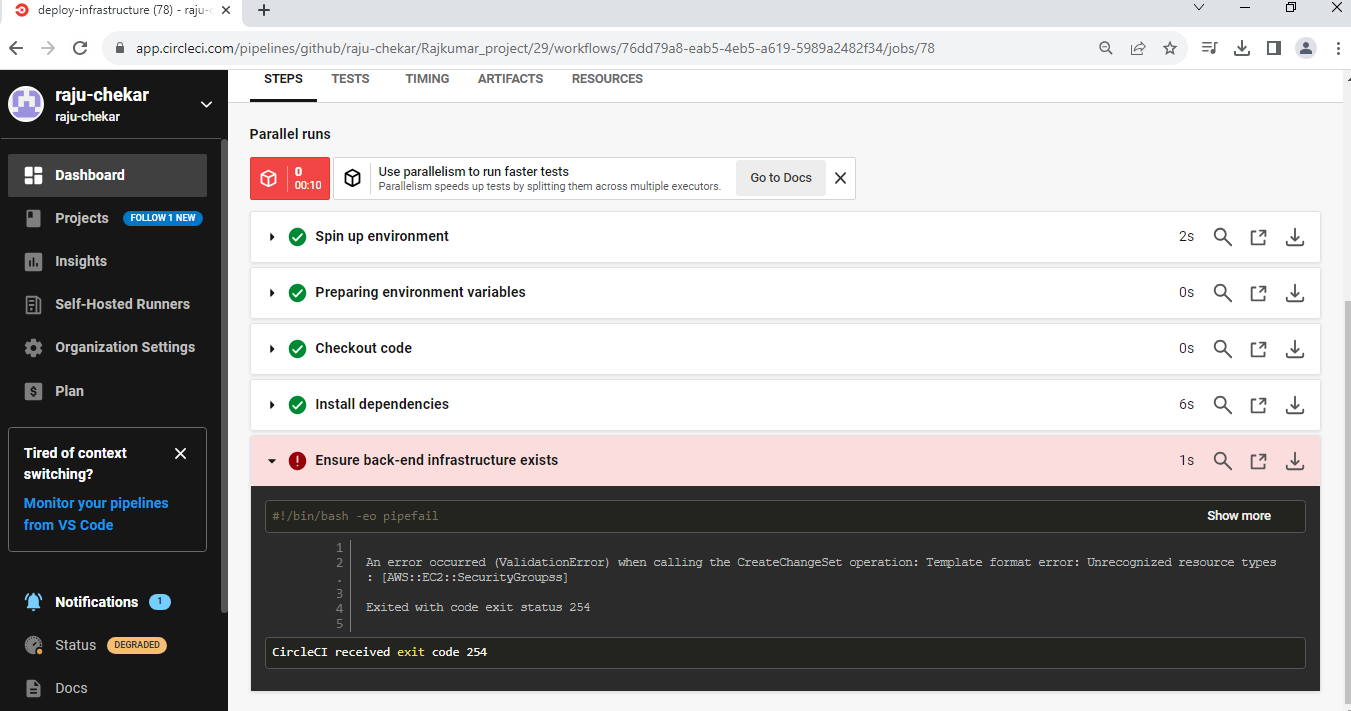 deploy-infrastructure (78) - raju-c
app.circleci.com/pipelines/github/raju-chekar/Rajkumar_project/29/workflows/76dd79a8-eab5-4eb5-a619-5989a2482f34/jobs/78
raju-chekar
raju-chekar
Dashboard
Projects FOLLOW 1 NEW
Insights
Self-Hosted Runners
Organization Settings
Plan
Tired of context
switching?
Monitor your pipelines
from VS Code
Notifications 1
Status DEGRADED
Docs
STEPS TESTS TIMING ARTIFACTS RESOURCES
Parallel runs
0
00:10
Use parallelism to run faster tests
Parallelism speeds up tests by splitting them across multiple executors.
Go to Docs
Spin up environment 2s
Preparing environment variables 0s
Checkout code 0s
Install dependencies 6s
Ensure back-end infrastructure exists 1s
#!/bin/bash -eo pipefail Show more
1
2 An error occurred (ValidationError) when calling the CreateChangeSet operation: Template format error: Unrecognized resource types
. : [AWS::EC2::SecurityGroupss]
3
4 Exited with code exit status 254
5
CircleCI received exit code 254